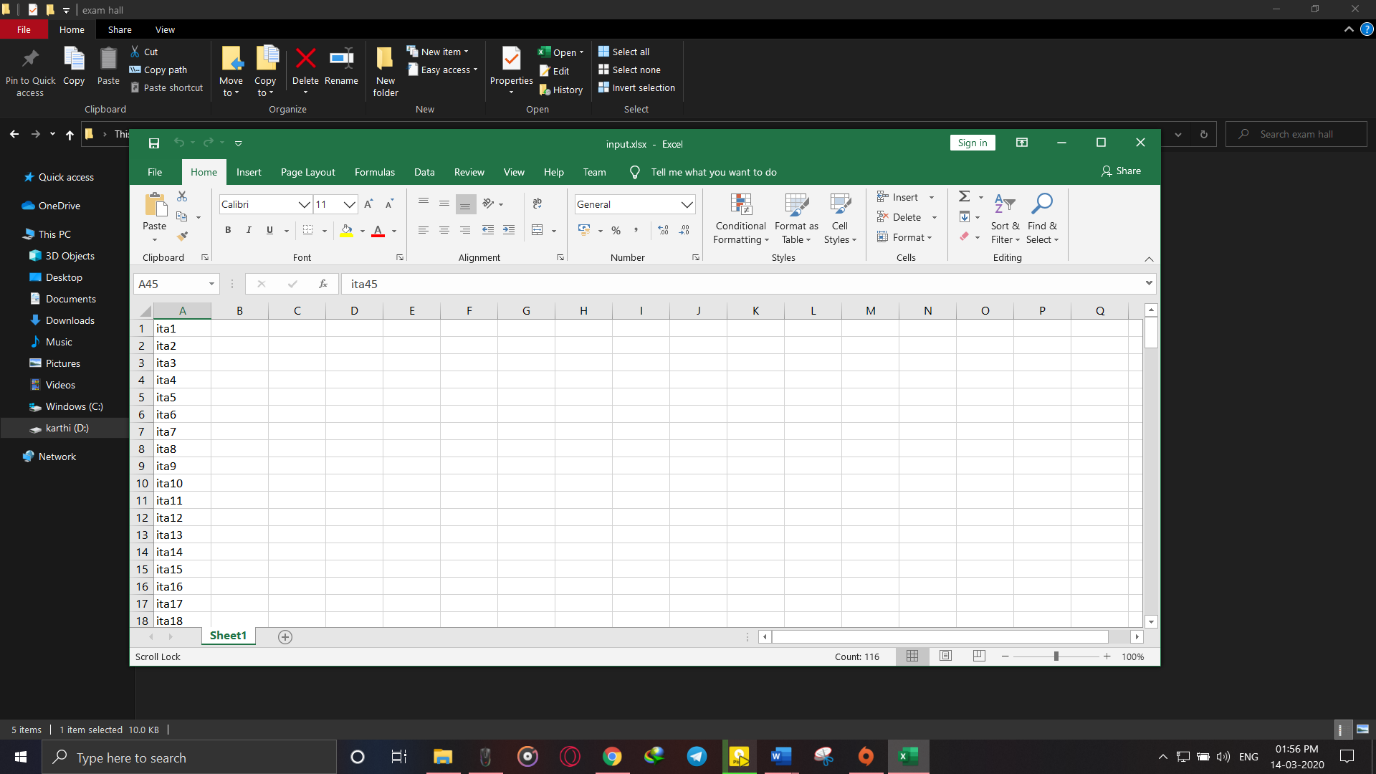 exam hall
File Home Share View
Pin to Quick access
Copy
Paste
Cut
Copy path
Paste shortcut
Clipboard
Move to
Copy to
Delete
Rename
Organize
New folder
New item
Easy access
New
Properties
Open
Edit
History
Open
Select all
Select none
Invert selection
Select
This
Search exam hall
Quick access
OneDrive
This PC
3D Objects
Desktop
Documents
Downloads
Music
Pictures
Videos
Windows (C:)
karthi (D:)
Network
input.xlsx - Excel
Sign in
File Home Insert Page Layout Formulas Data Review View Help Team Tell me what you want to do
Share
Paste
Clipboard
Calibri 11
B I U
Font
Alignment
General
Number
Conditional Formatting
Format as Table
Cell Styles
Styles
Insert
Delete
Format
Cells
Sort & Filter
Find & Select
Editing
A45 fx ita45
A B C D E F G H I J K L M N O P Q
1 ita1
2 ita2
3 ita3
4 ita4
5 ita5
6 ita6
7 ita7
8 ita8
9 ita9
10 ita10
11 ita11
12 ita12
13 ita13
14 ita14
15 ita15
16 ita16
17 ita17
18 ita18
Sheet1
Scroll Lock
Count: 116
100%
5 items 1 item selected 10.0 KB
Type here to search
ENG
01:56 PM
14-03-2020